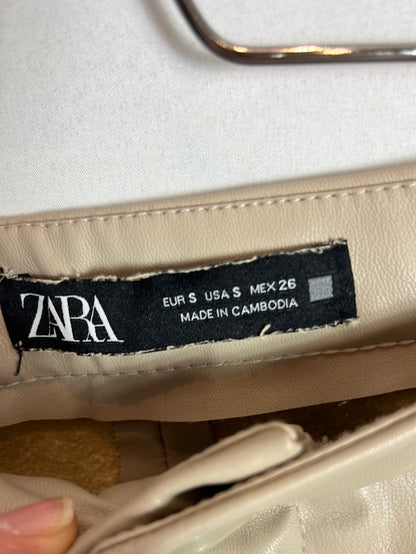 ZARA
EUR S USA S MEX 26
MADE IN CAMBODIA